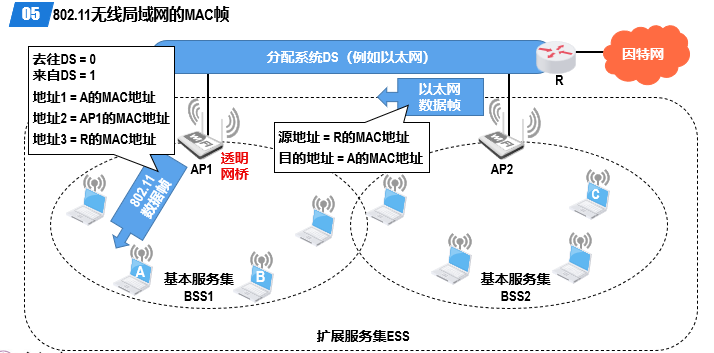 05 802.11无线局域网的MAC帧
去往DS = 0
来自DS = 1
地址1 = A的MAC地址
地址2 = AP1的MAC地址
地址3 = R的MAC地址
分配系统DS（例如以太网）
因特网
R
以太网
数据帧
源地址 = R的MAC地址
目的地址 = A的MAC地址
AP1
透明
网桥
AP2
802.11
数据帧
A
B
C
基本服务集
BSS1
基本服务集
BSS2
扩展服务集ESS